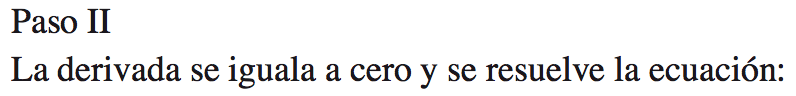 Paso II
La derivada se iguala a cero y se resuelve la ecuación: